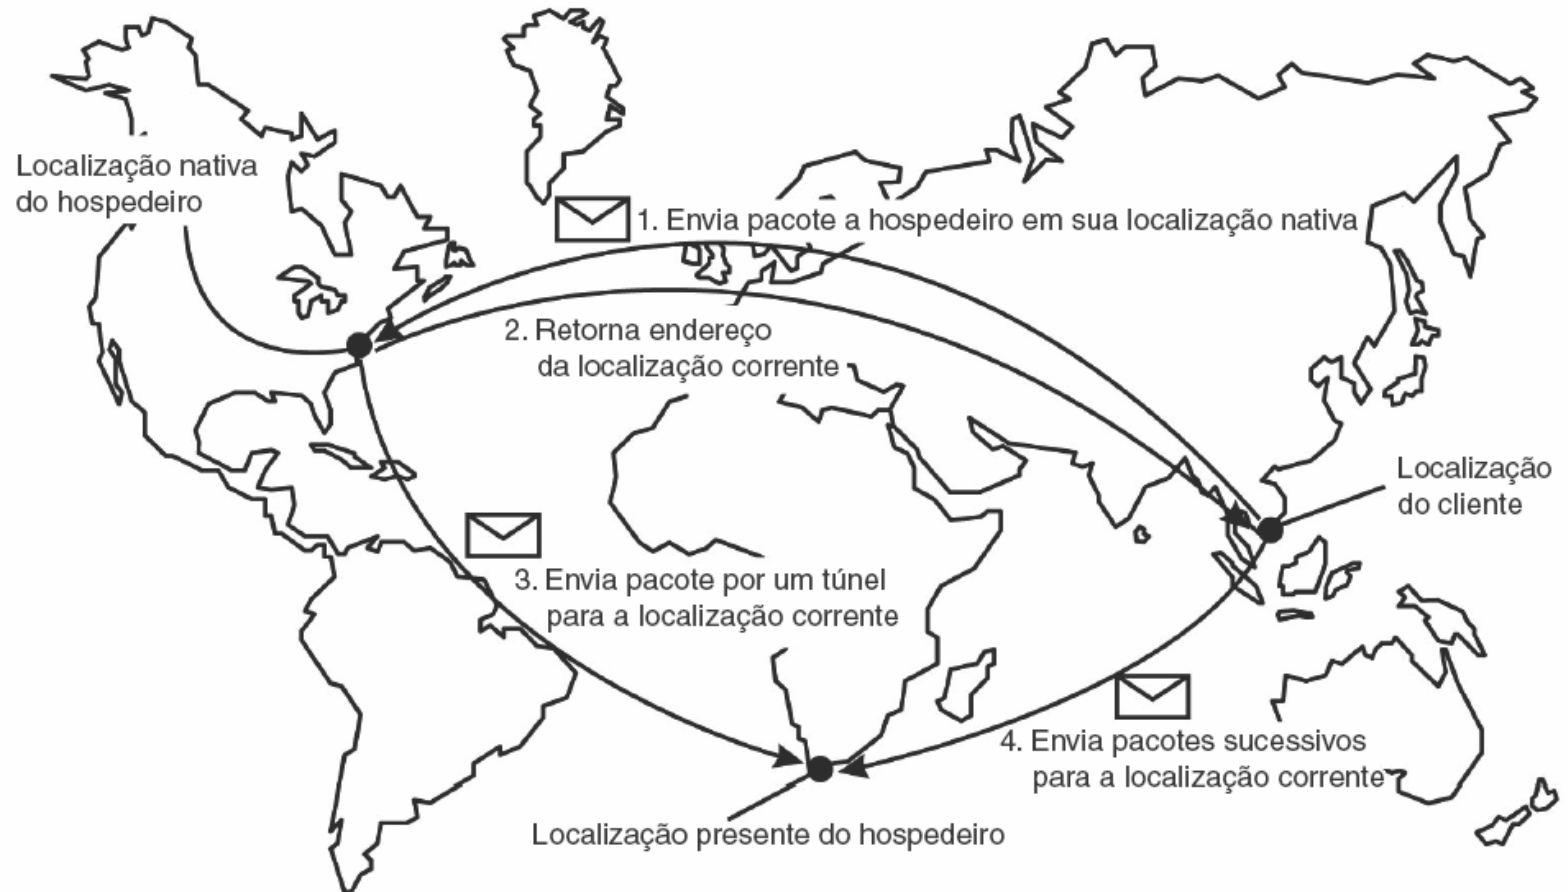 Localização nativa
do hospedeiro
1. Envia pacote a hospedeiro em sua localização nativa
2. Retorna endereço
da localização corrente
Localização
do cliente
3. Envia pacote por um túnel
para a localização corrente
4. Envia pacotes sucessivos
para a localização corrente
Localização presente do hospedeiro